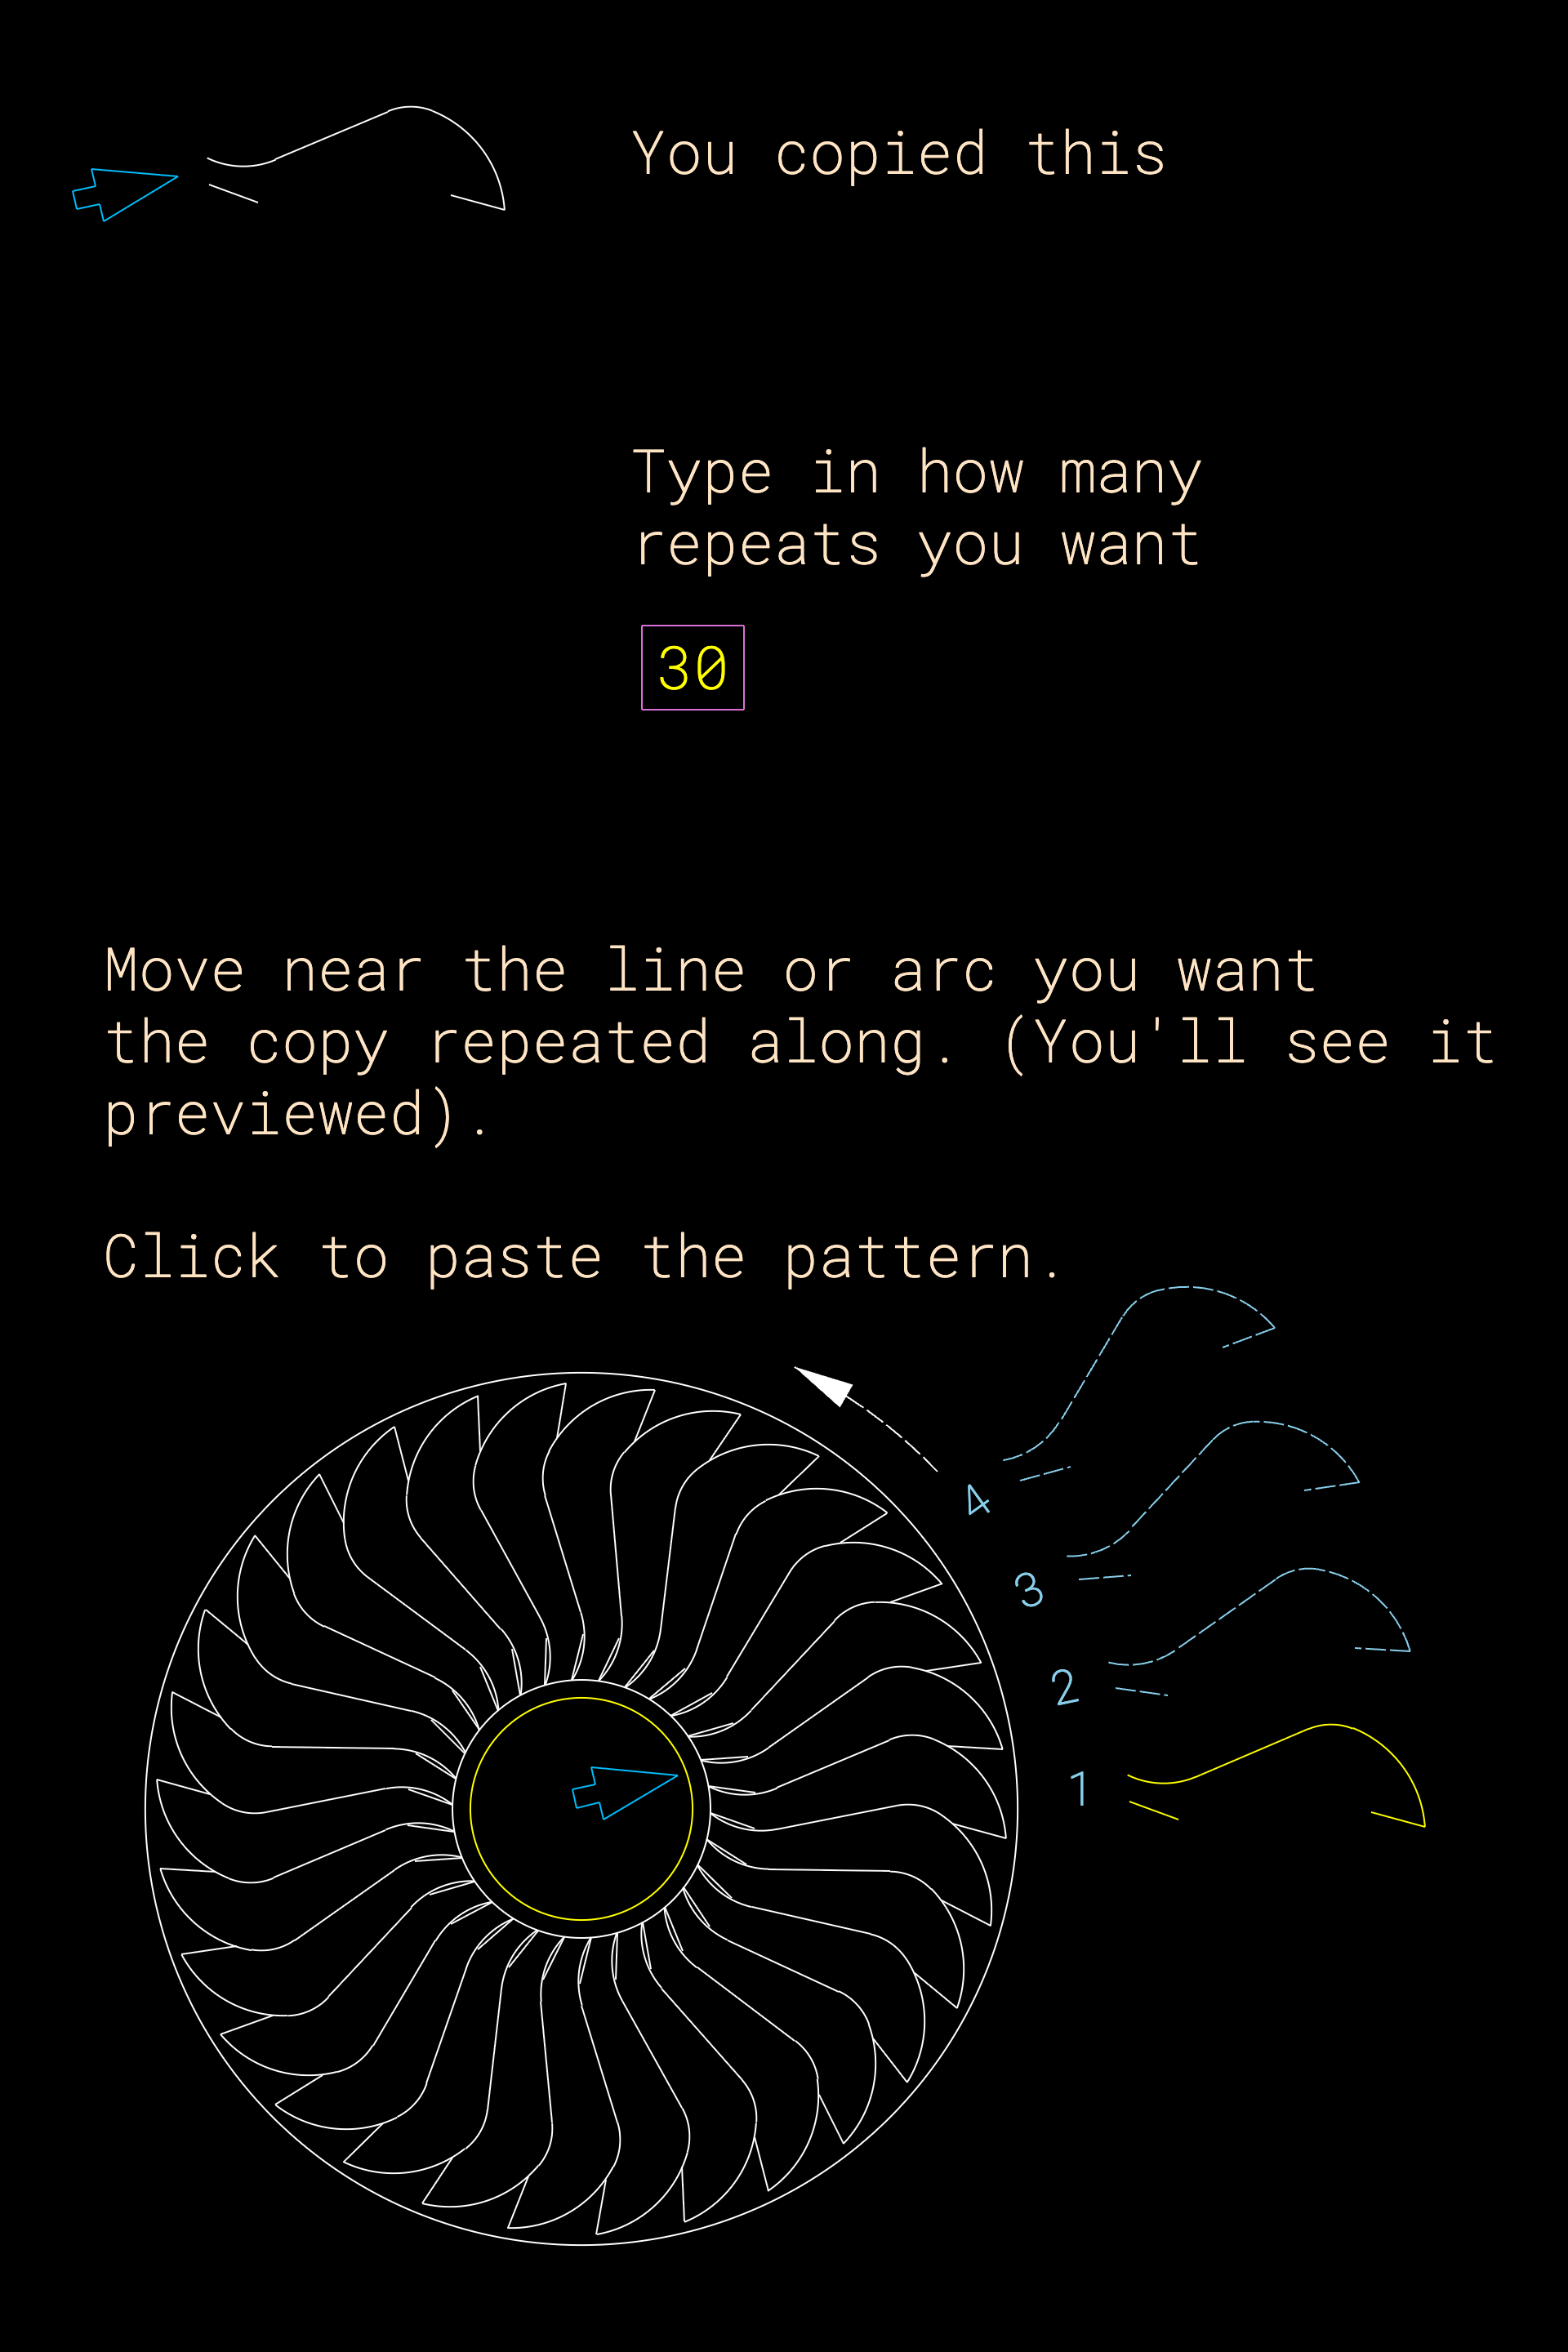 You copied this
Type in how many
repeats you want
30
Move near the line or arc you want
the copy repeated along. (You'll see it
previewed).
Click to paste the pattern.
4
3
2
1